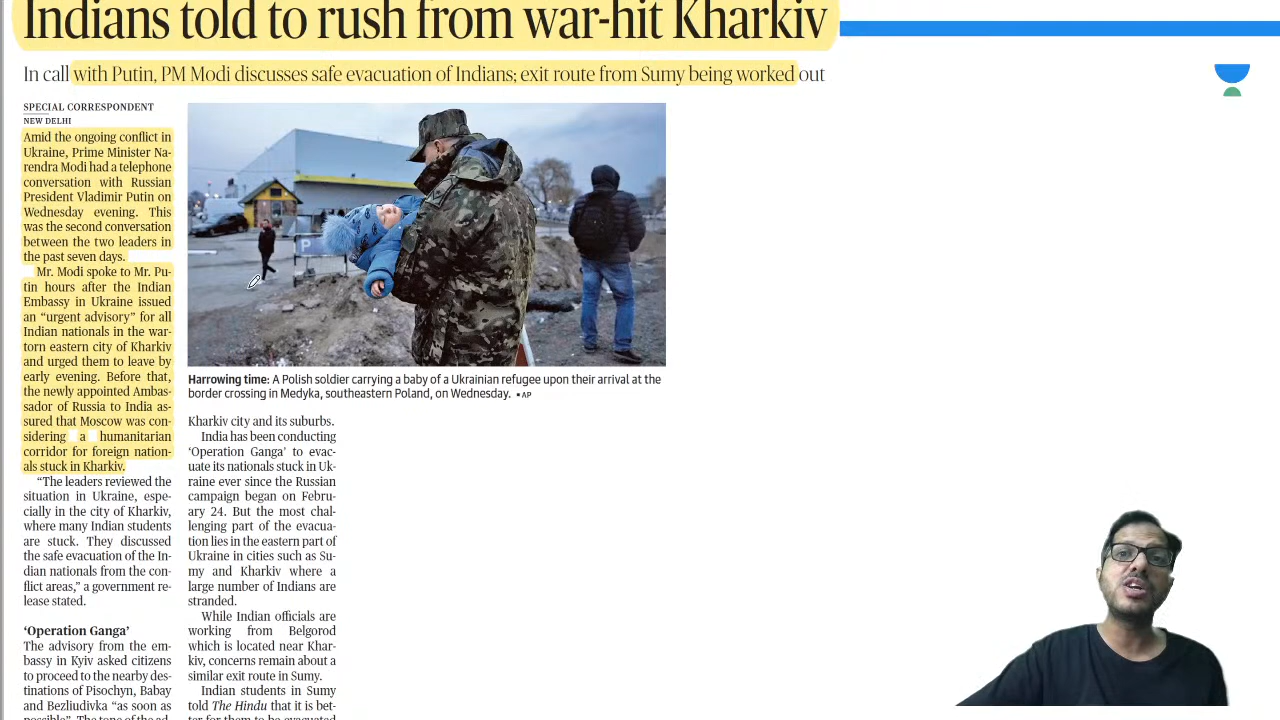 Indians told to rush from war-hit Kharkiv
In call with Putin, PM Modi discusses safe evacuation of Indians; exit route from Sumy being worked out
SPECIAL CORRESPONDENT
NEW DELHI
Amid the ongoing conflict in
Ukraine, Prime Minister Na-
rendra Modi had a telephone
conversation with Russian
President Vladimir Putin on
Wednesday evening. This
was the second conversation
between the two leaders in
the past seven days.
Mr. Modi spoke to Mr. Pu-
tin hours after the Indian
Embassy in Ukraine issued
an “urgent advisory” for all
Indian nationals in the war-
torn eastern city of Kharkiv
and urged them to leave by
early evening. Before that,
the newly appointed Ambas-
sador of Russia to India as-
sured that Moscow was con-
sidering a humanitarian
corridor for foreign nation-
als stuck in Kharkiv.
“The leaders reviewed the
situation in Ukraine, espe-
cially in the city of Kharkiv,
where many Indian students
are stuck. They discussed
the safe evacuation of the In-
dian nationals from the con-
flict areas,” a government re-
lease stated.
‘Operation Ganga’
The advisory from the em-
bassy in Kyiv asked citizens
to proceed to the nearby des-
tinations of Pisochyn, Babay
and Bezliudivka “as soon as
possible”. The tone of the ad-
P
Harrowing time: A Polish soldier carrying a baby of a Ukrainian refugee upon their arrival at the
border crossing in Medyka, southeastern Poland, on Wednesday. ▪AP
Kharkiv city and its suburbs.
India has been conducting
‘Operation Ganga’ to evac-
uate its nationals stuck in Uk-
raine ever since the Russian
campaign began on Febru-
ary 24. But the most chal-
lenging part of the evacua-
tion lies in the eastern part of
Ukraine in cities such as Su-
my and Kharkiv where a
large number of Indians are
stranded.
While Indian officials are
working from Belgorod
which is located near Khar-
kiv, concerns remain about a
similar exit route in Sumy.
Indian students in Sumy
told The Hindu that it is bet-
ter for them to be evacuated